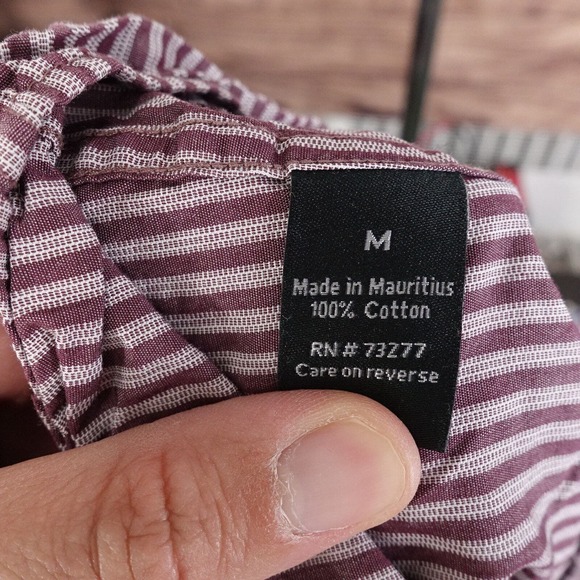 M
Made in Mauritius
100% Cotton
RN # 73277
Care on reverse